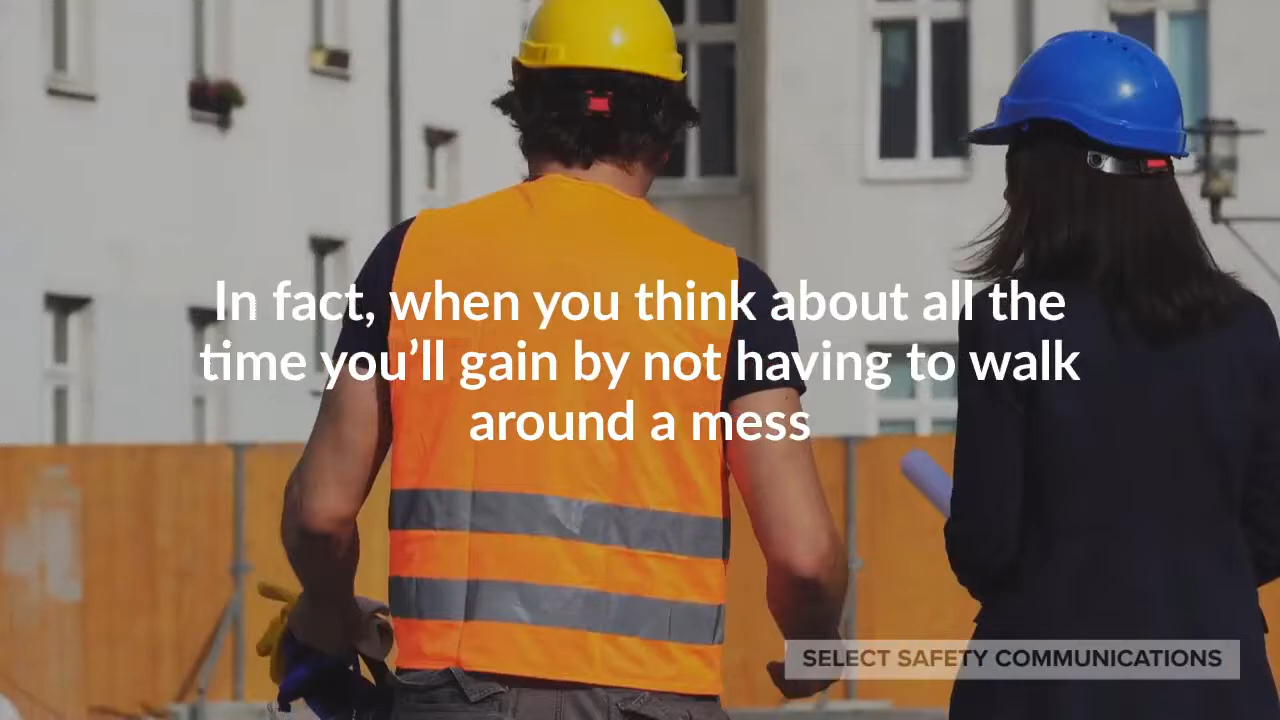 In fact, when you think about all the
time you’ll gain by not having to walk
around a mess
SELECT SAFETY COMMUNICATIONS